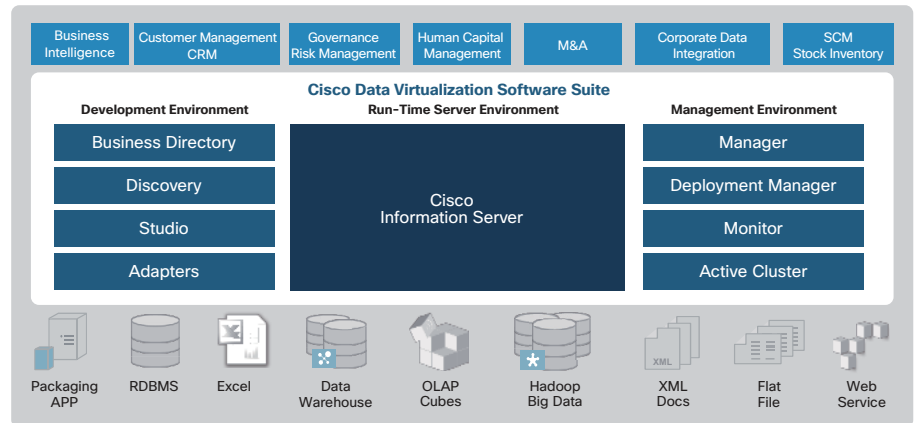 Business
Intelligence
Customer Management
CRM
Governance
Risk Management
Human Capital
Management
M&A
Corporate Data
Integration
SCM
Stock Inventory
Cisco Data Virtualization Software Suite
Development Environment
Run-Time Server Environment
Management Environment
Business Directory
Discovery
Studio
Adapters
Cisco
Information Server
Manager
Deployment Manager
Monitor
Active Cluster
XML
Packaging
APP
RDBMS
Excel
Data
Warehouse
OLAP
Cubes
Hadoop
Big Data
XML
Docs
Flat
File
Web
Service